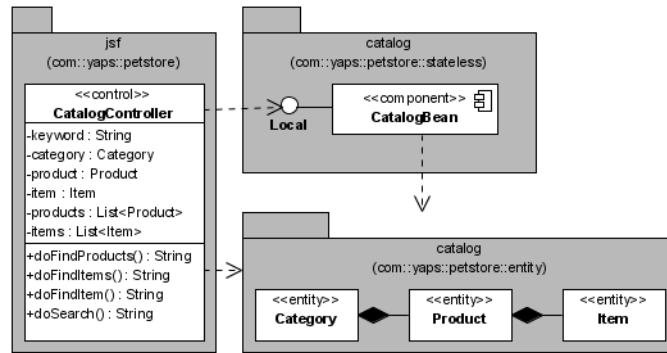 jsf
(com::yaps::petstore)
<<control>>
CatalogController
-keyword : String
-category : Category
-product : Product
-item : Item
-products : List<Product>
-items : List<Item>
+doFindProducts() : String
+doFindItems() : String
+doFindItem() : String
+doSearch() : String
catalog
(com::yaps::petstore::stateless)
Local
<<component>>
CatalogBean
catalog
(com::yaps::petstore::entity)
<<entity>>
Category
<<entity>>
Product
<<entity>>
Item